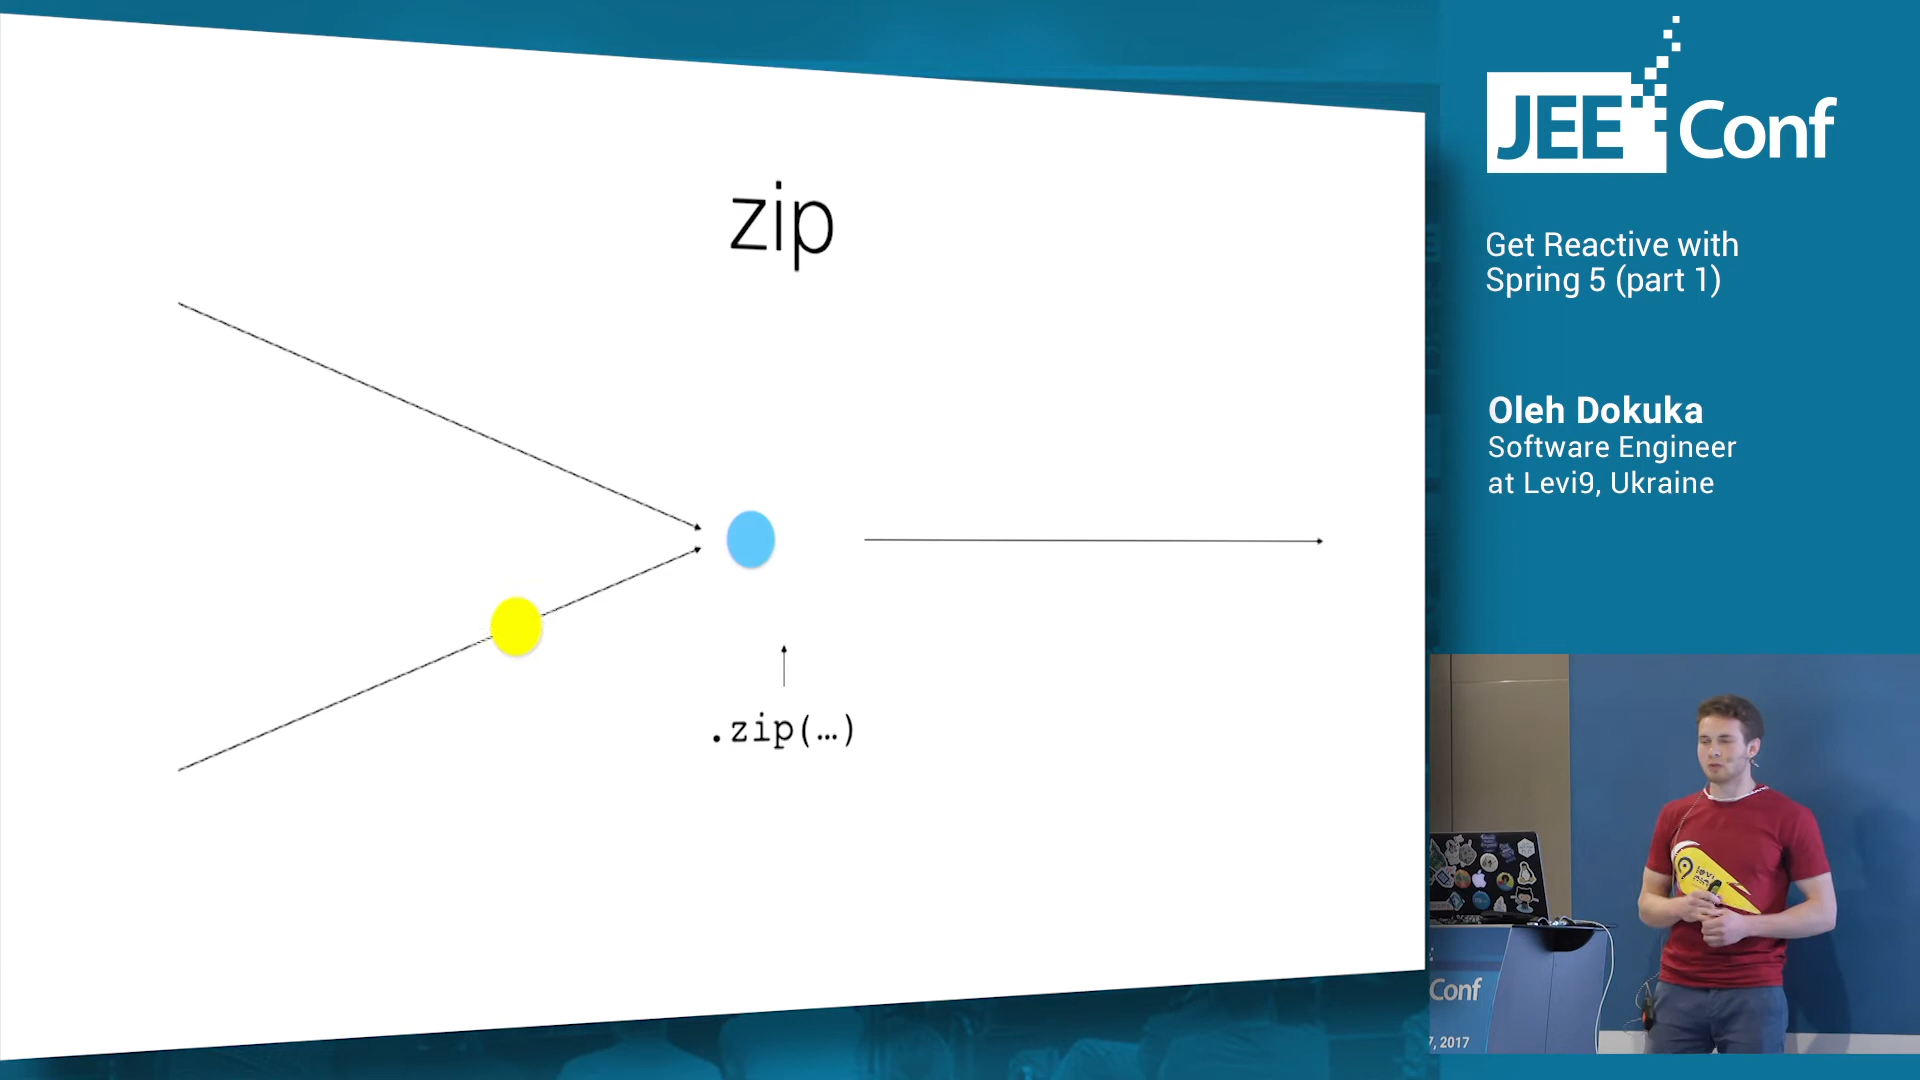 zip
.zip(…)
JEE Conf
Get Reactive with
Spring 5 (part 1)
Oleh Dokuka
Software Engineer
at Levi9, Ukraine
Conf
7, 2017